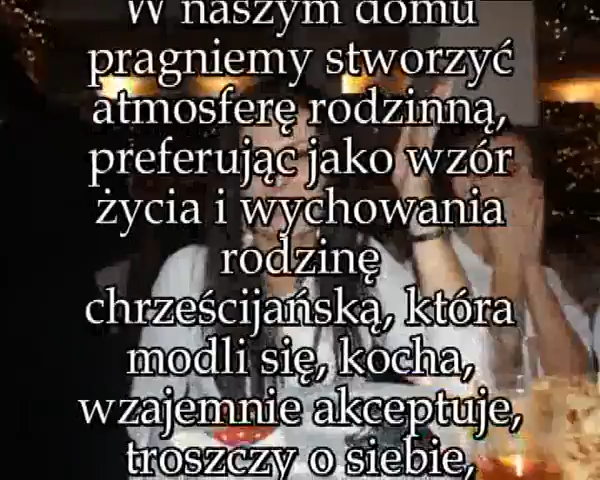 W naszym domu
pragniemy stworzyć
atmosferę rodzinną,
preferując jako wzór
życia i wychowania
rodzinę
chrześcijańską, która
modli się, kocha,
wzajemnie akceptuje,
troszczy o siebie,